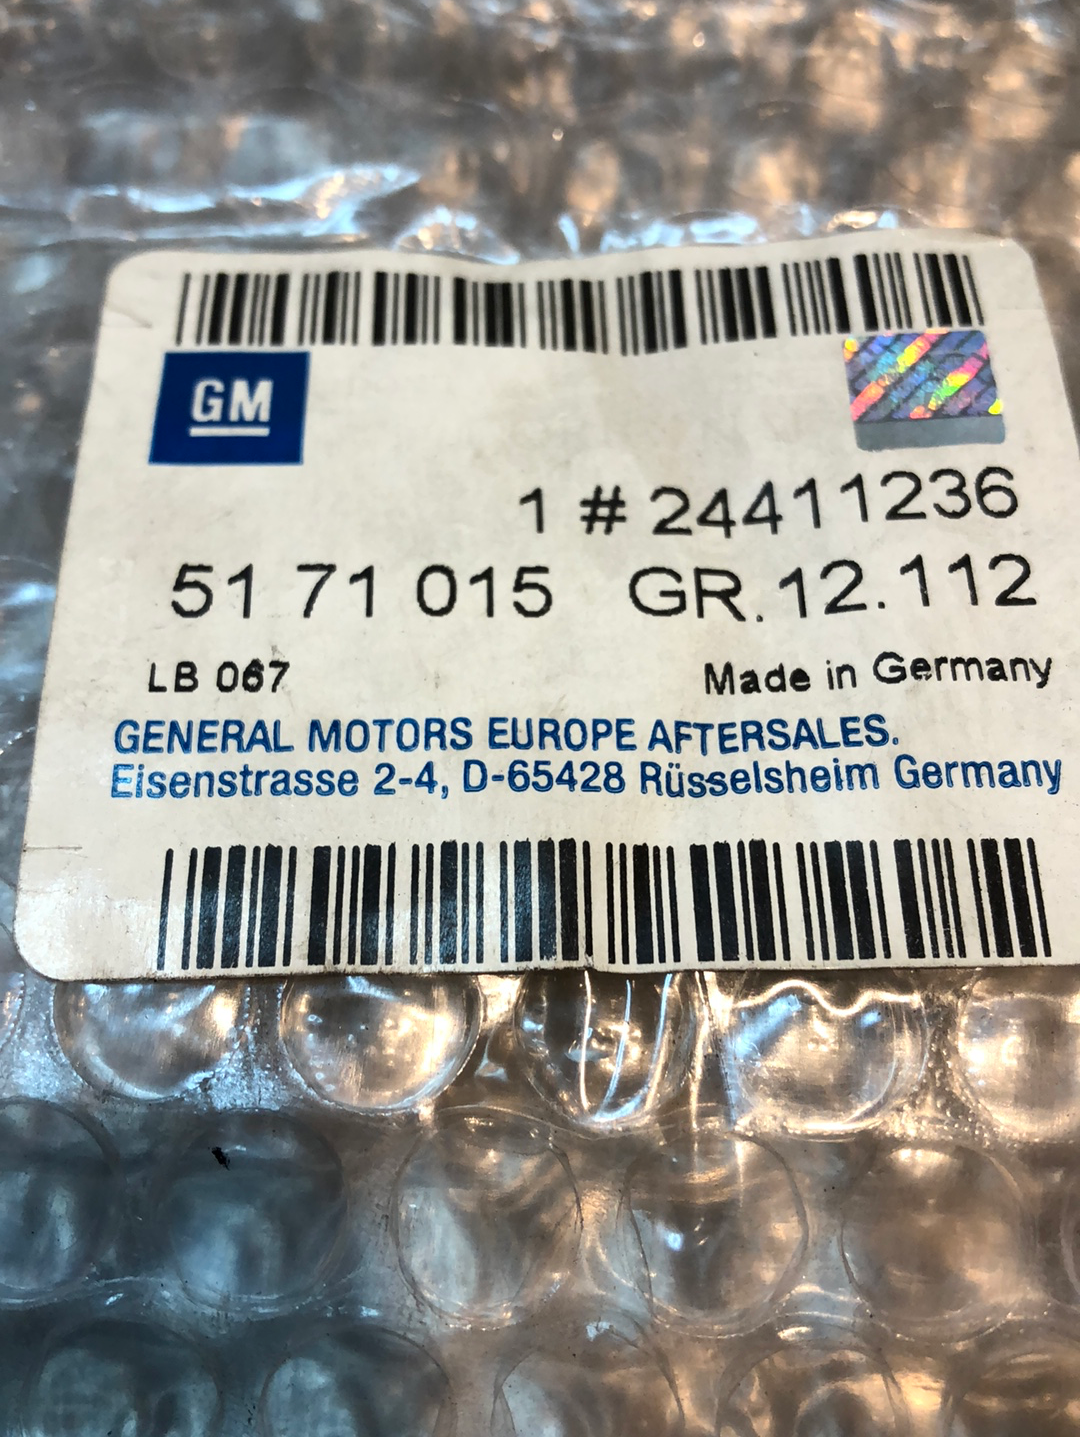 GM
1 # 24411236
51 71 015 GR. 12.112
LB 067 Made in Germany
GENERAL MOTORS EUROPE AFTERSALES.
Eisenstrasse 2-4, D-65428 Rüsselsheim Germany